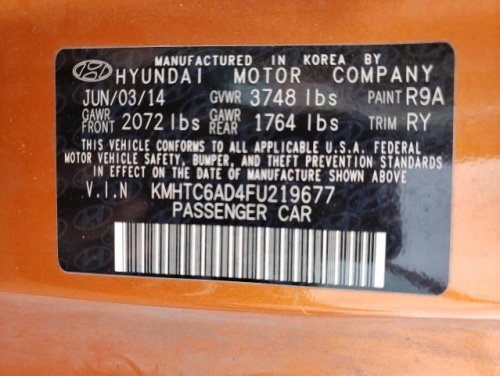 MANUFACTURED IN KOREA BY
HYUNDAI MOTOR COMPANY
JUN/03/14 GVWR 3748 lbs PAINT R9A
GAWR FRONT 2072 lbs GAWR REAR 1764 lbs TRIM RY
THIS VEHICLE CONFORMS TO ALL APPLICABLE U.S.A. FEDERAL
MOTOR VEHICLE SAFETY, BUMPER, AND THEFT PREVENTION STANDARDS
IN EFFECT ON THE DATE OF MANUFACTURE SHOWN ABOVE.
V.I.N KMHTC6AD4FU219677
PASSENGER CAR